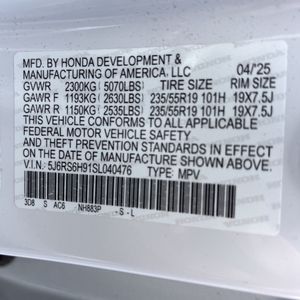 MFD.BY HONDA DEVELOPMENT & 04/25
MANUFACTURING OF AMERICA, LLC
GVWR 2300KG (5070LBS) TIRE SIZE RIM SIZE
GAWR F 1193KG (2630LBS) 235/55R19 101H 19X7.5J
GAWR R 1150KG (2535LBS) 235/55R19 101H 19X7.5J
THIS VEHICLE CONFORMS TO ALL APPLICABLE
FEDERAL MOTOR VEHICLE SAFETY STANDARDS IN EFFECT
ON THE DATE OF MANUFACTURE SHOWN ABOVE.
V.I.N.: 5J6RS6H91SL040476 TYPE: MPV
3D8 S AC6 NH883P - S - L